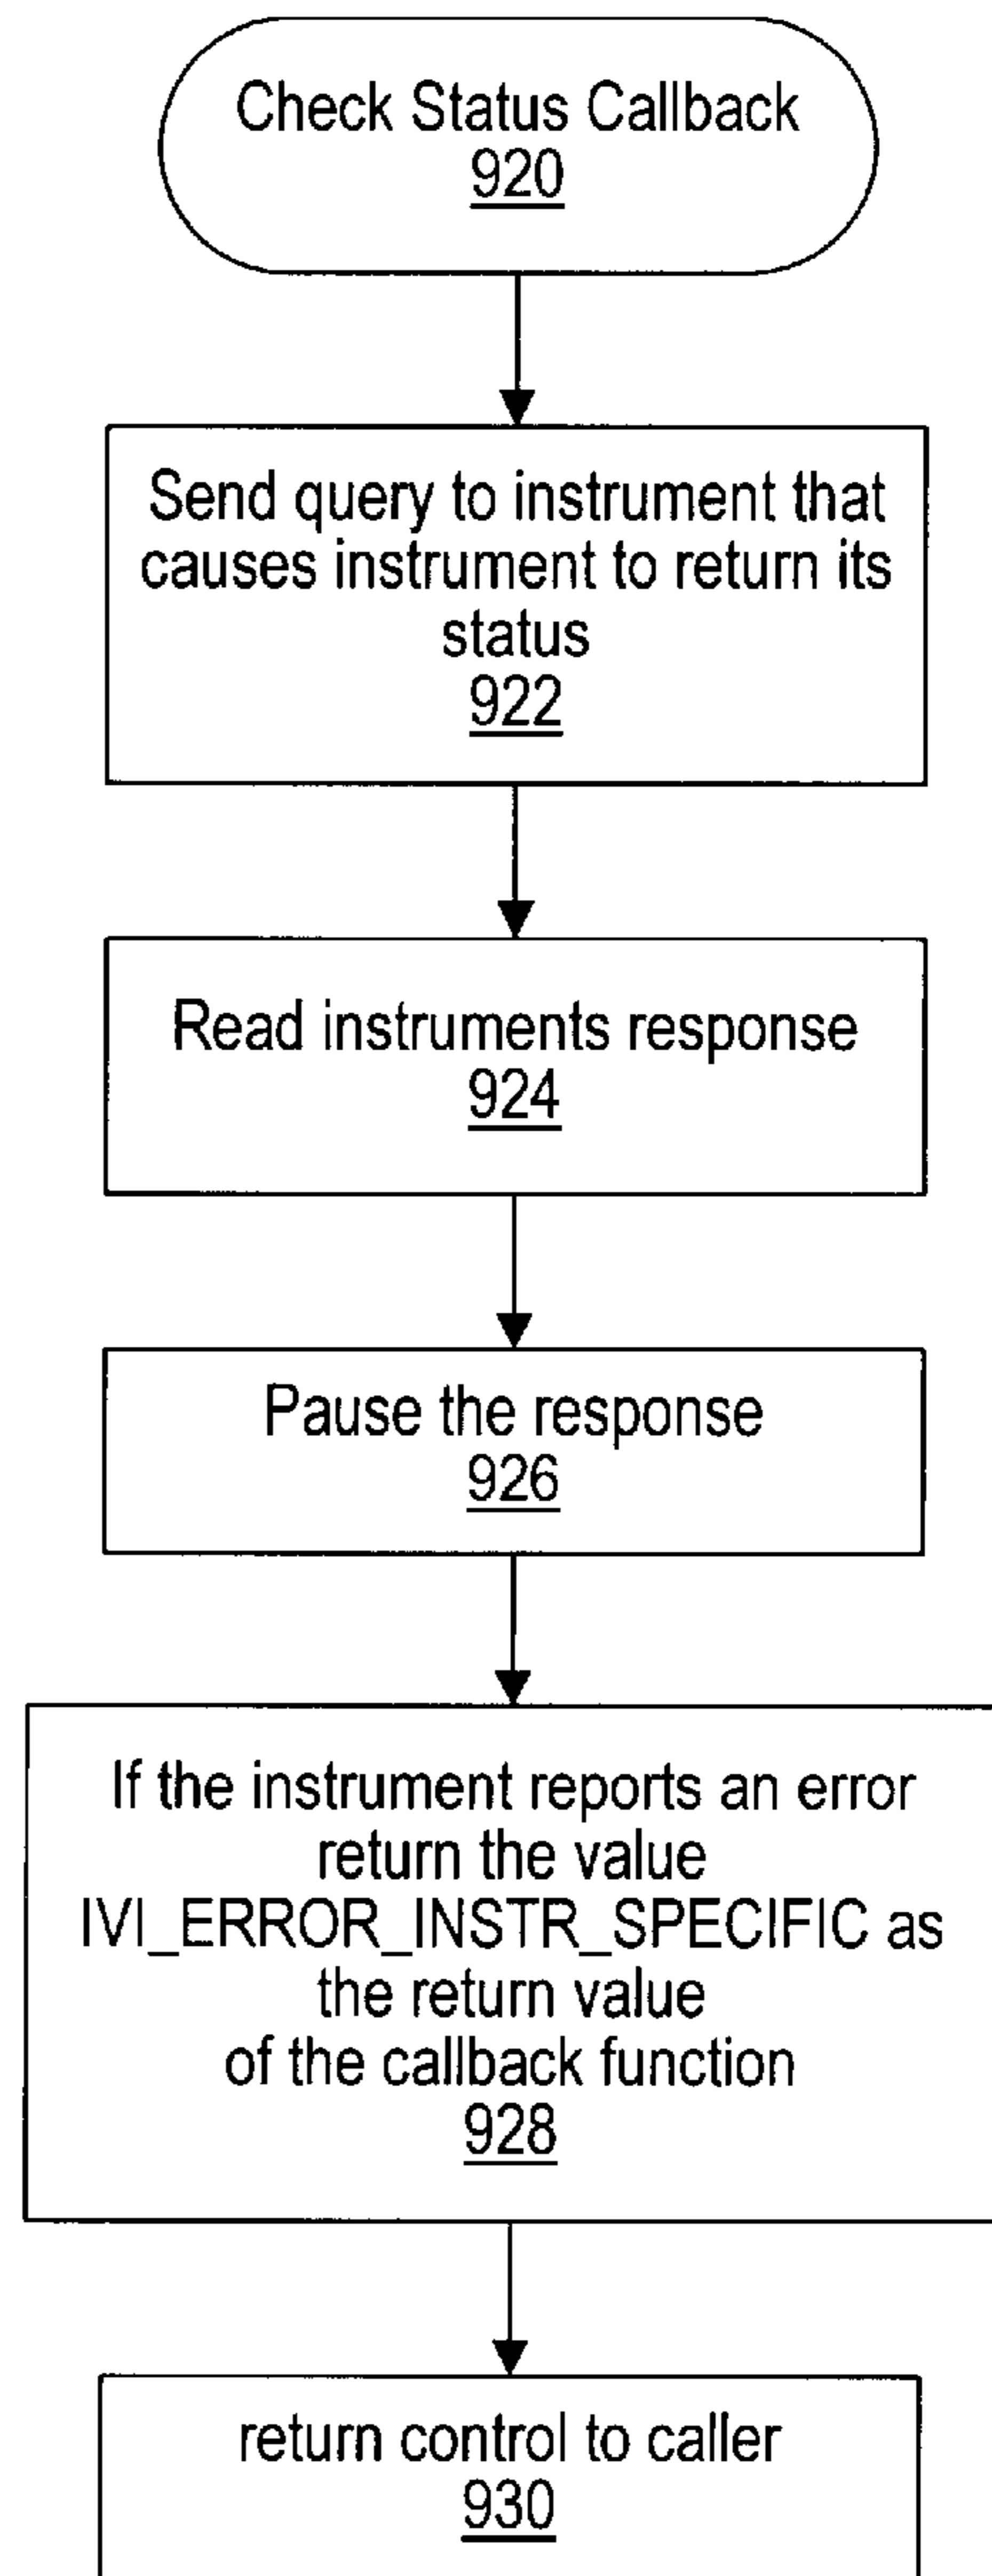 Check Status Callback
920
Send query to instrument that
causes instrument to return its
status
922
Read instruments response
924
Pause the response
926
If the instrument reports an error
return the value
IVI_ERROR_INSTR_SPECIFIC as
the return value
of the callback function
928
return control to caller
930